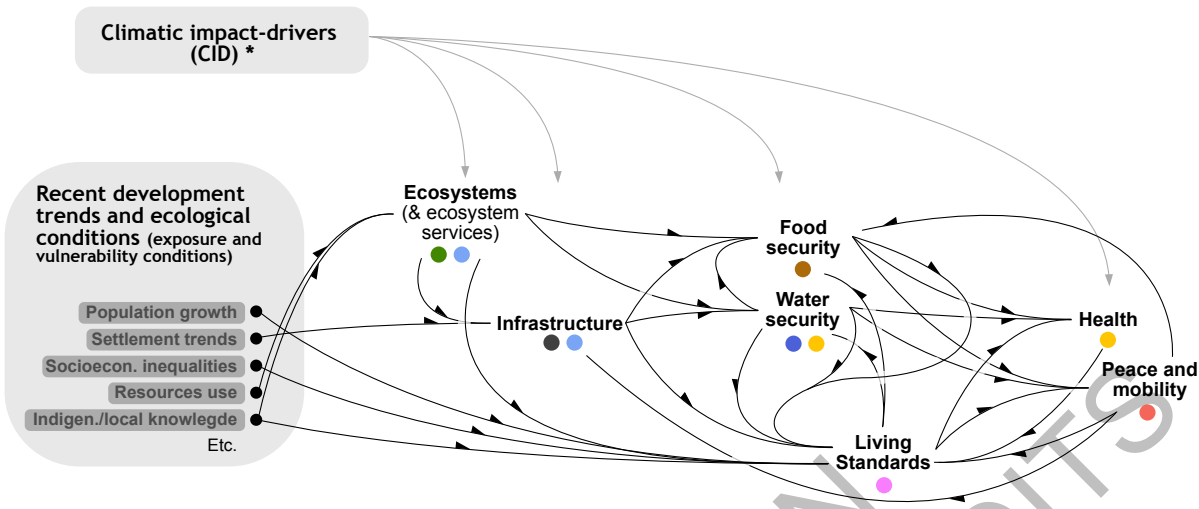 Climatic impact-drivers
(CID) *
Recent development
trends and ecological
conditions (exposure and
vulnerability conditions)
Population growth
Settlement trends
Socioecon. inequalities
Resources use
Indigen./local knowlegde
Etc.
Ecosystems
(& ecosystem
services)
Infrastructure
Food
security
Water
security
Living
Standards
Health
Peace and
mobility